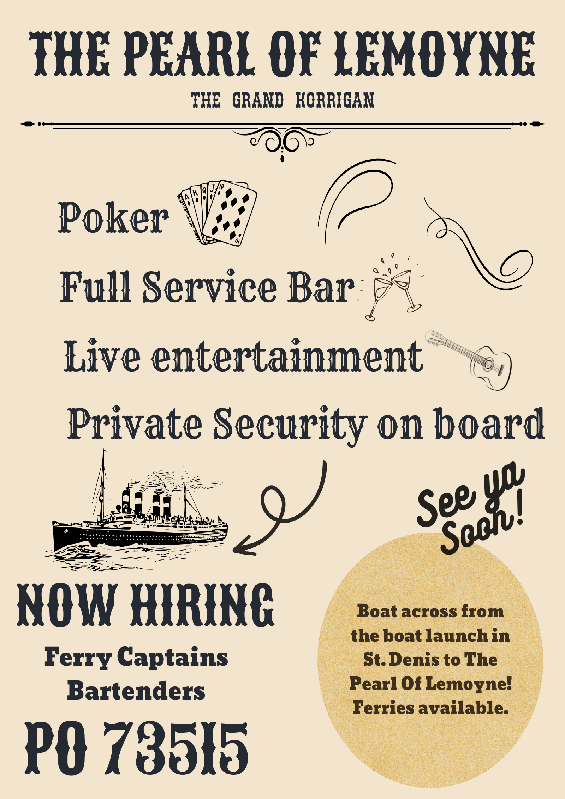 THE PEARL OF LEMOYNE
THE GRAND KORRIGAN
Poker
Full Service Bar
Live entertainment
Private Security on board
See ya
Soon!
NOW HIRING
Ferry Captains
Bartenders
PO 73515
Boat across from
the boat launch in
St. Denis to The
Pearl Of Lemoyne!
Ferries available.